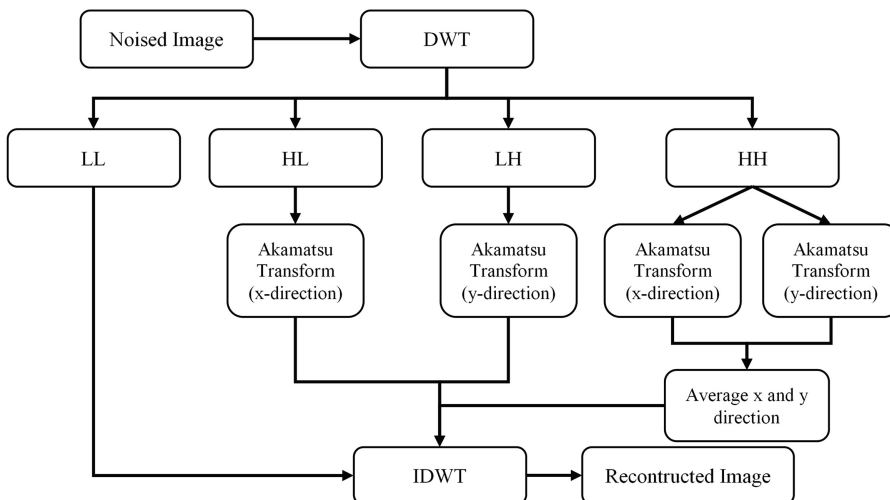 Noised Image
DWT
LL
HL
LH
HH
Akamatsu
Transform
(x-direction)
Akamatsu
Transform
(y-direction)
Akamatsu
Transform
(x-direction)
Akamatsu
Transform
(y-direction)
Average x and y
direction
IDWT
Recontructed Image